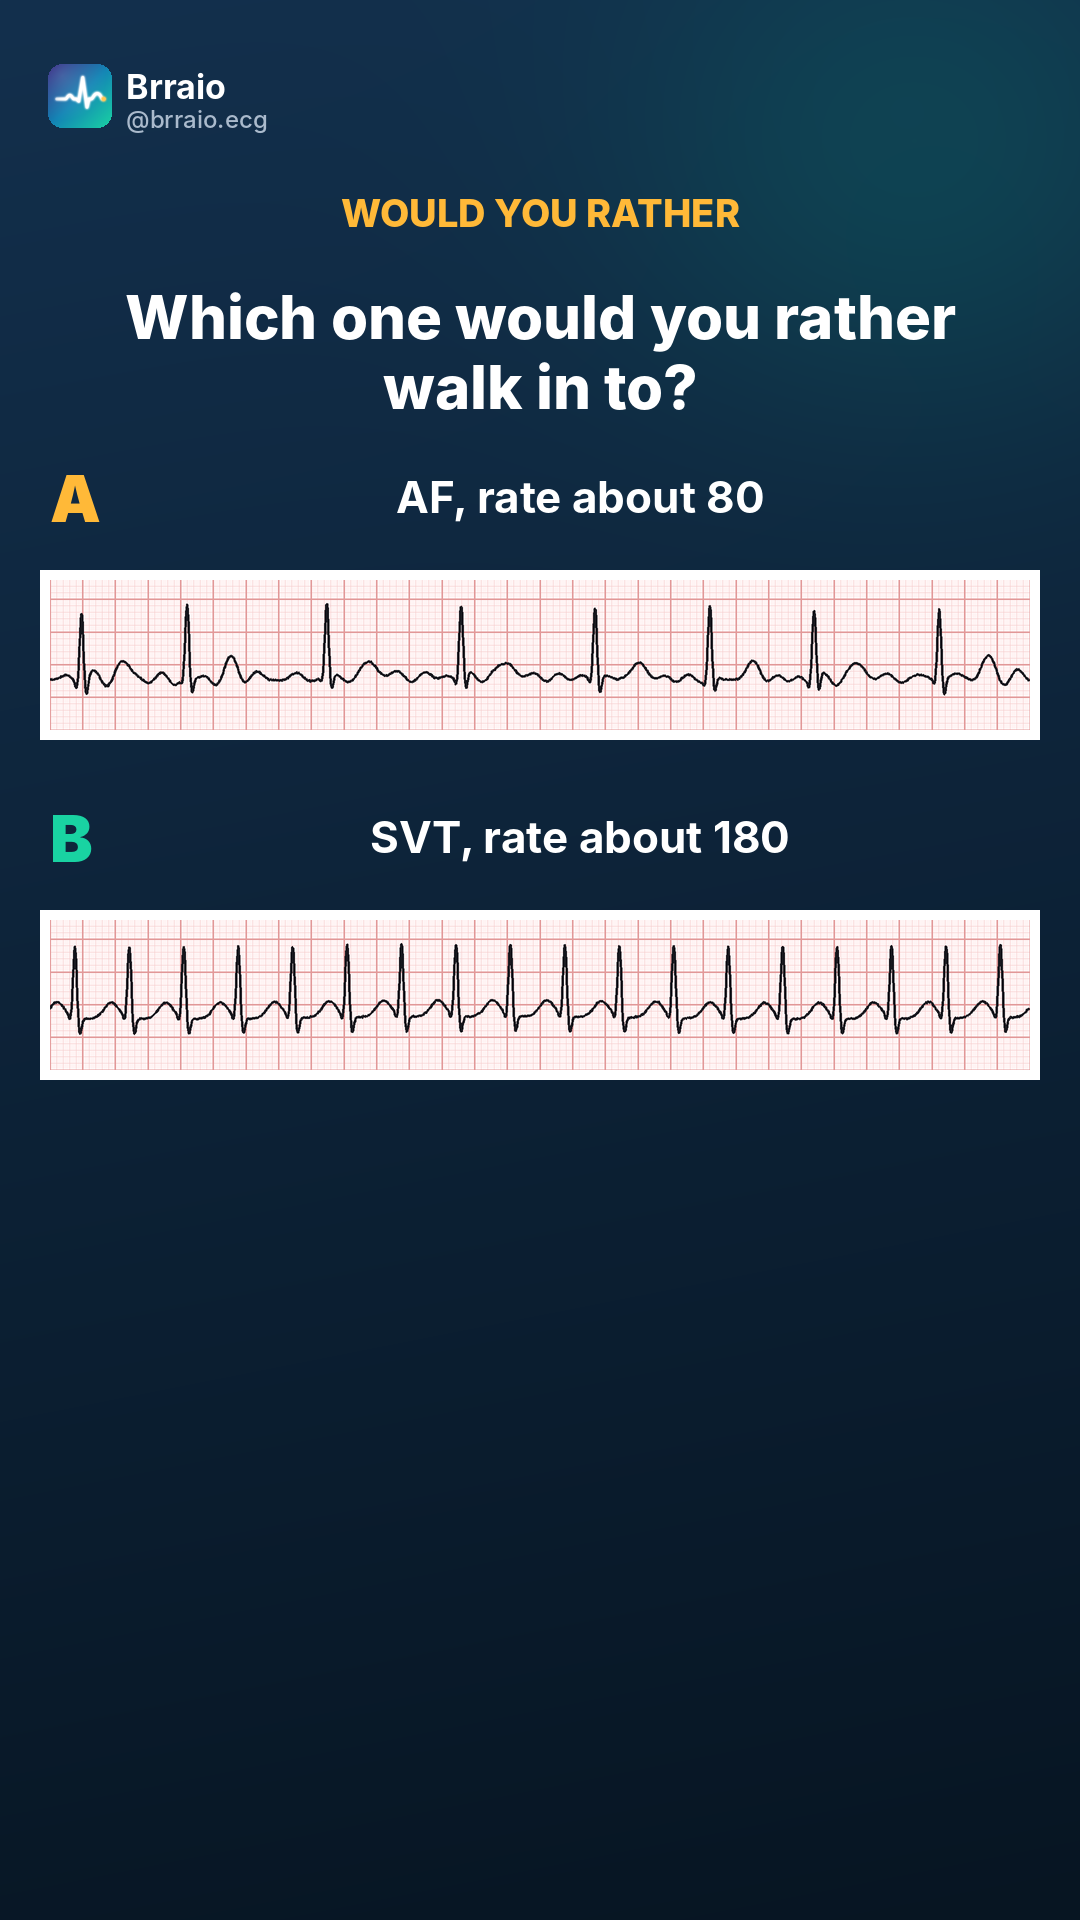 Brraio
@brraio.ecg
WOULD YOU RATHER
Which one would you rather
walk in to?
A
AF, rate about 80
B
SVT, rate about 180